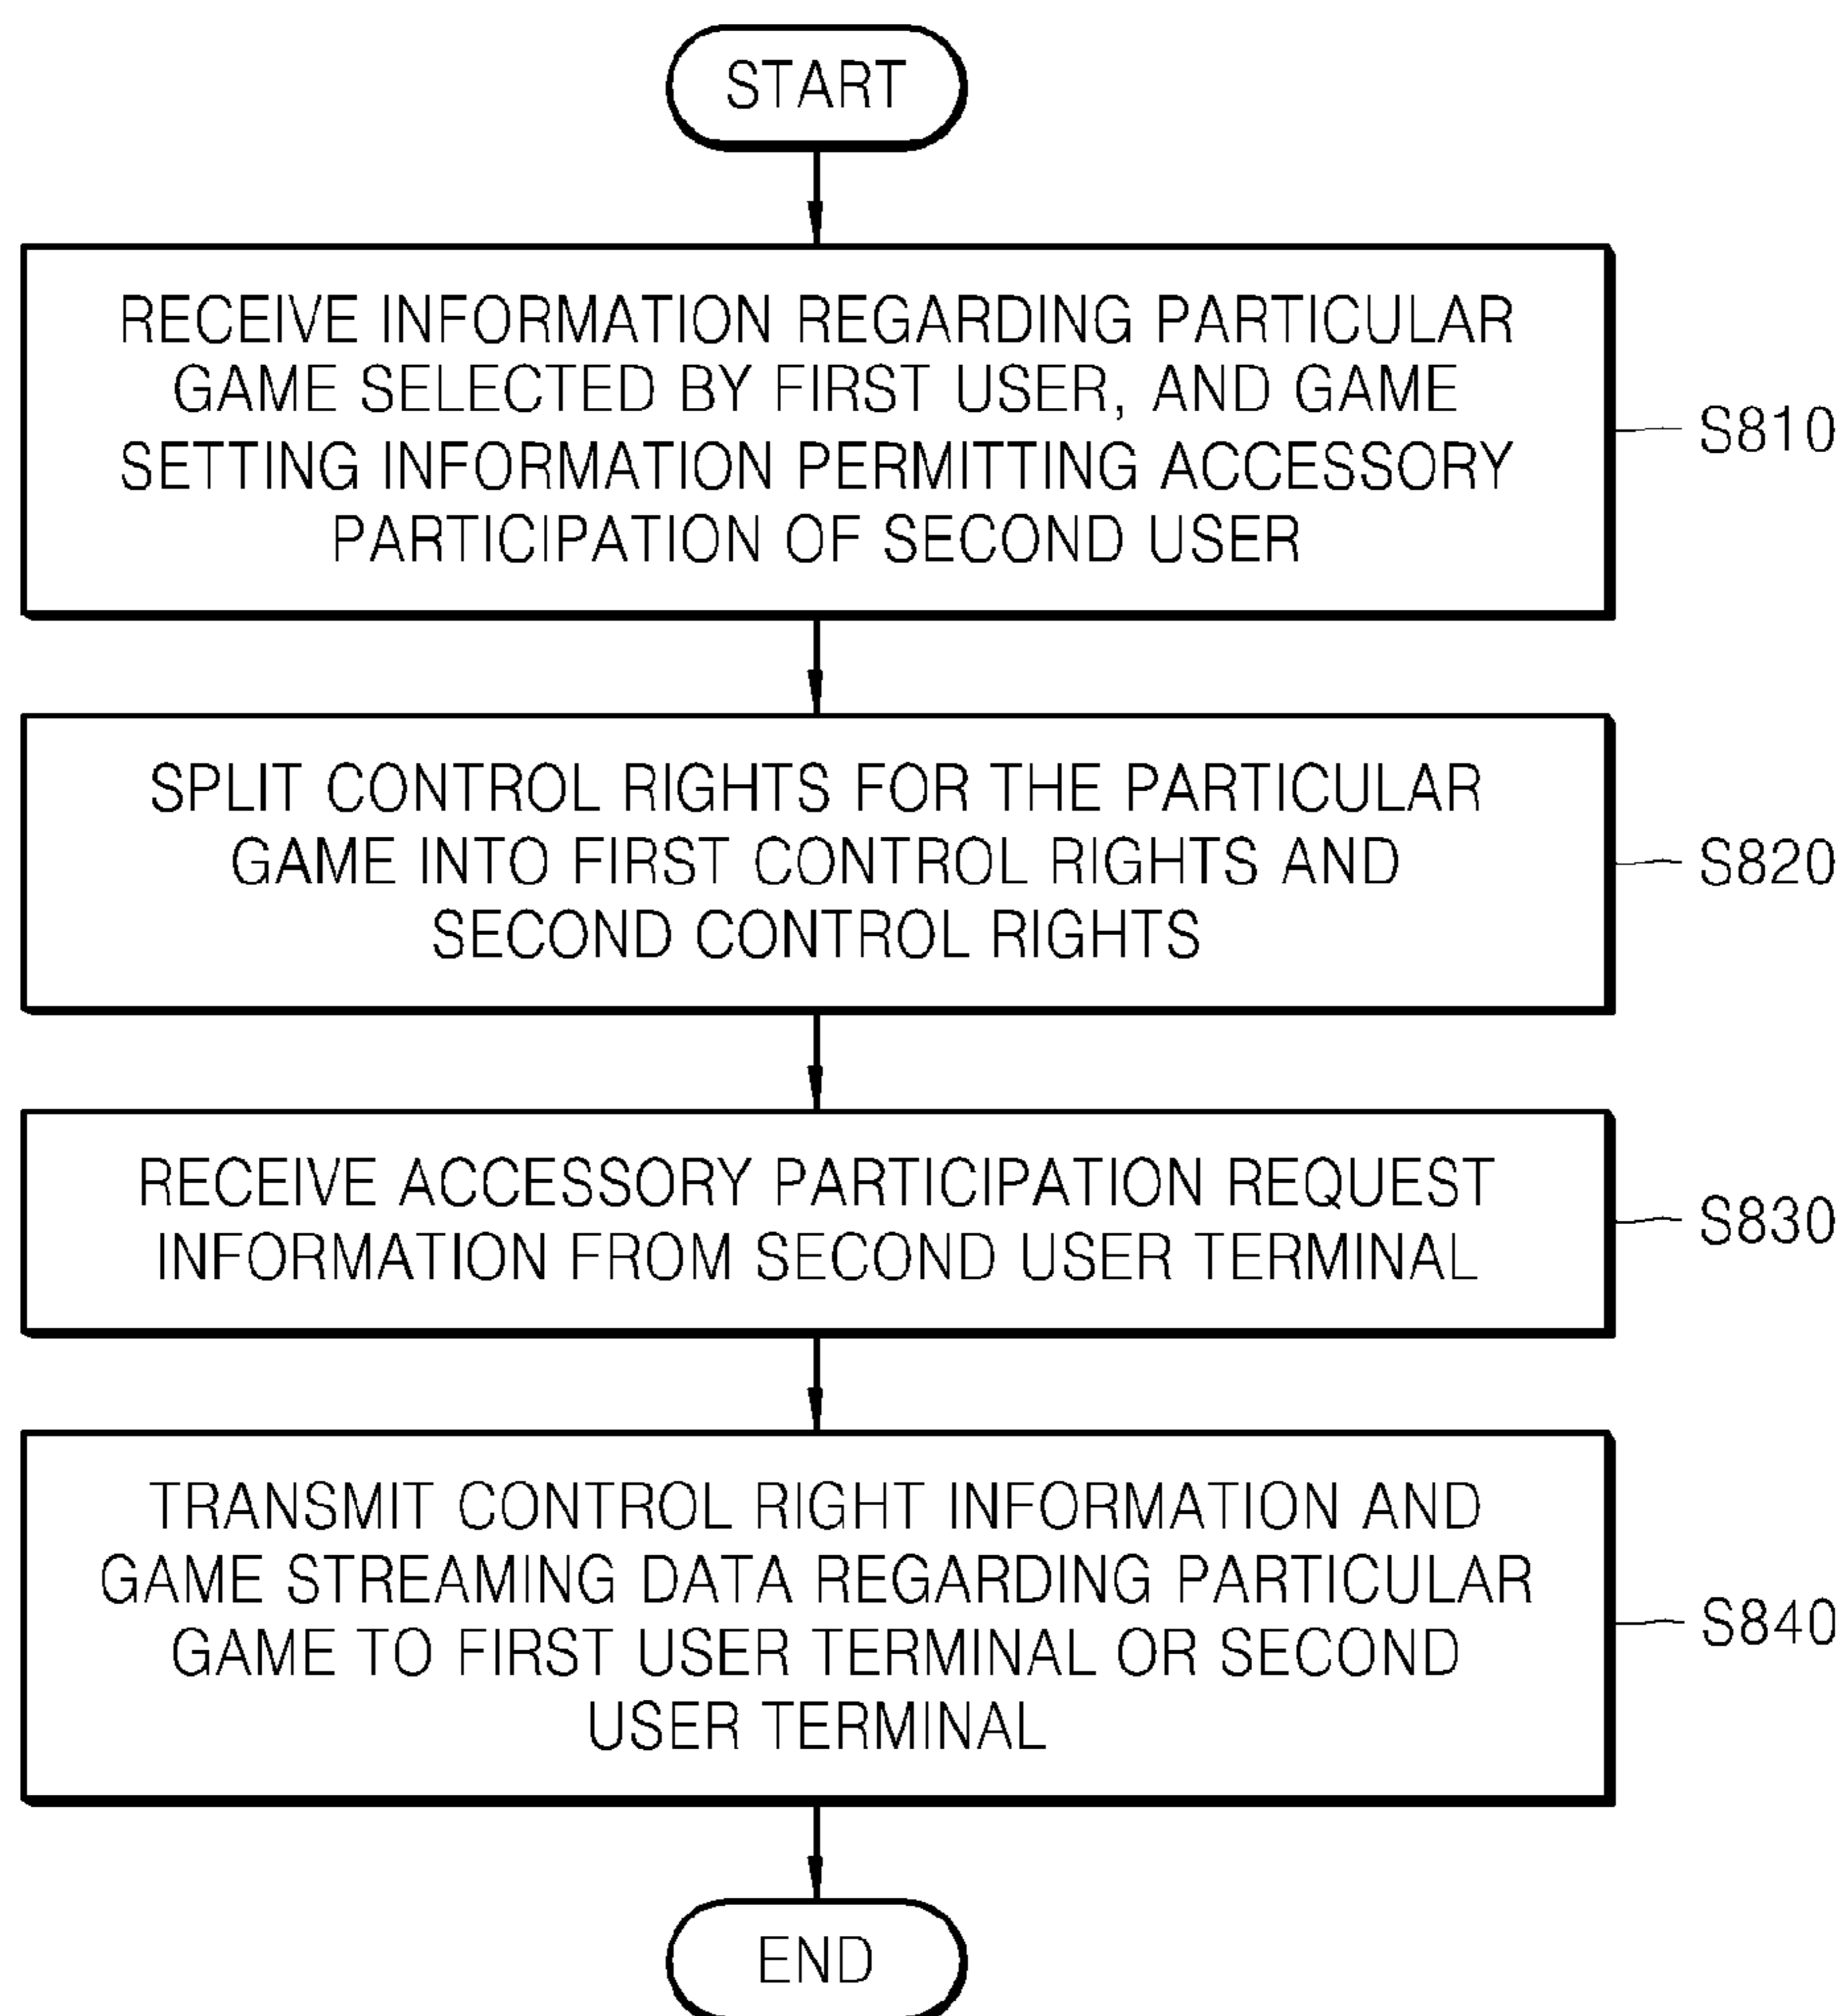 START
RECEIVE INFORMATION REGARDING PARTICULAR
GAME SELECTED BY FIRST USER, AND GAME
SETTING INFORMATION PERMITTING ACCESSORY
PARTICIPATION OF SECOND USER
S810
SPLIT CONTROL RIGHTS FOR THE PARTICULAR
GAME INTO FIRST CONTROL RIGHTS AND
SECOND CONTROL RIGHTS
S820
RECEIVE ACCESSORY PARTICIPATION REQUEST
INFORMATION FROM SECOND USER TERMINAL
S830
TRANSMIT CONTROL RIGHT INFORMATION AND
GAME STREAMING DATA REGARDING PARTICULAR
GAME TO FIRST USER TERMINAL OR SECOND
USER TERMINAL
S840
END